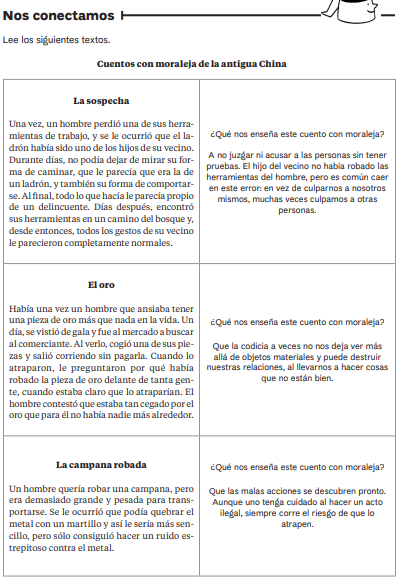 Nos conectamos
Lee los siguientes textos.
Cuentos con moraleja de la antigua China
La sospecha
Una vez, un hombre perdió una de sus herra-
mientas de trabajo, y se le ocurrió que el la-
drón había sido uno de los hijos de su vecino.
Durante días, no podía dejar de mirar su for-
ma de caminar, que le parecía que era la de
un ladrón, y también su forma de comportar-
se. Al final, todo lo que hacía le parecía propio
de un delincuente. Días después, encontró
sus herramientas en un camino del bosque y,
desde entonces, todos los gestos de su vecino
le parecieron completamente normales.
¿Qué nos enseña este cuento con moraleja?
A no juzgar ni acusar a las personas sin tener
pruebas. El hijo del vecino no había robado las
herramientas del hombre, pero es común caer
en este error: en vez de culparnos a nosotros
mismos, muchas veces culpamos a otras
personas.
El oro
Había una vez un hombre que ansiaba tener
una pieza de oro más que nada en la vida. Un
día, se vistió de gala y fue al mercado a buscar
al comerciante. Al verlo, cogió una de sus pie-
zas y salió corriendo sin pagarla. Cuando lo
atraparon, le preguntaron por qué había
robado la pieza de oro delante de tanta gen-
te, cuando estaba claro que lo atraparían. El
hombre contestó que estaba tan cegado por el
oro que para él no había nadie más alrededor.
¿Qué nos enseña este cuento con moraleja?
Que la codicia a veces no nos deja ver más
allá de objetos materiales y puede destruir
nuestras relaciones, al llevarnos a hacer cosas
que no están bien.
La campana robada
Un hombre quería robar una campana, pero
era demasiado grande y pesada para trans-
portarse. Se le ocurrió que podía quebrar el
metal con un martillo y así le sería más sen-
cillo, pero sólo consiguió hacer un ruido es-
trepitoso contra el metal.
¿Qué nos enseña este cuento con moraleja?
Que las malas acciones se descubren pronto.
Aunque uno tenga cuidado al hacer un acto
ilegal, siempre corre el riesgo de que lo
atrapen.